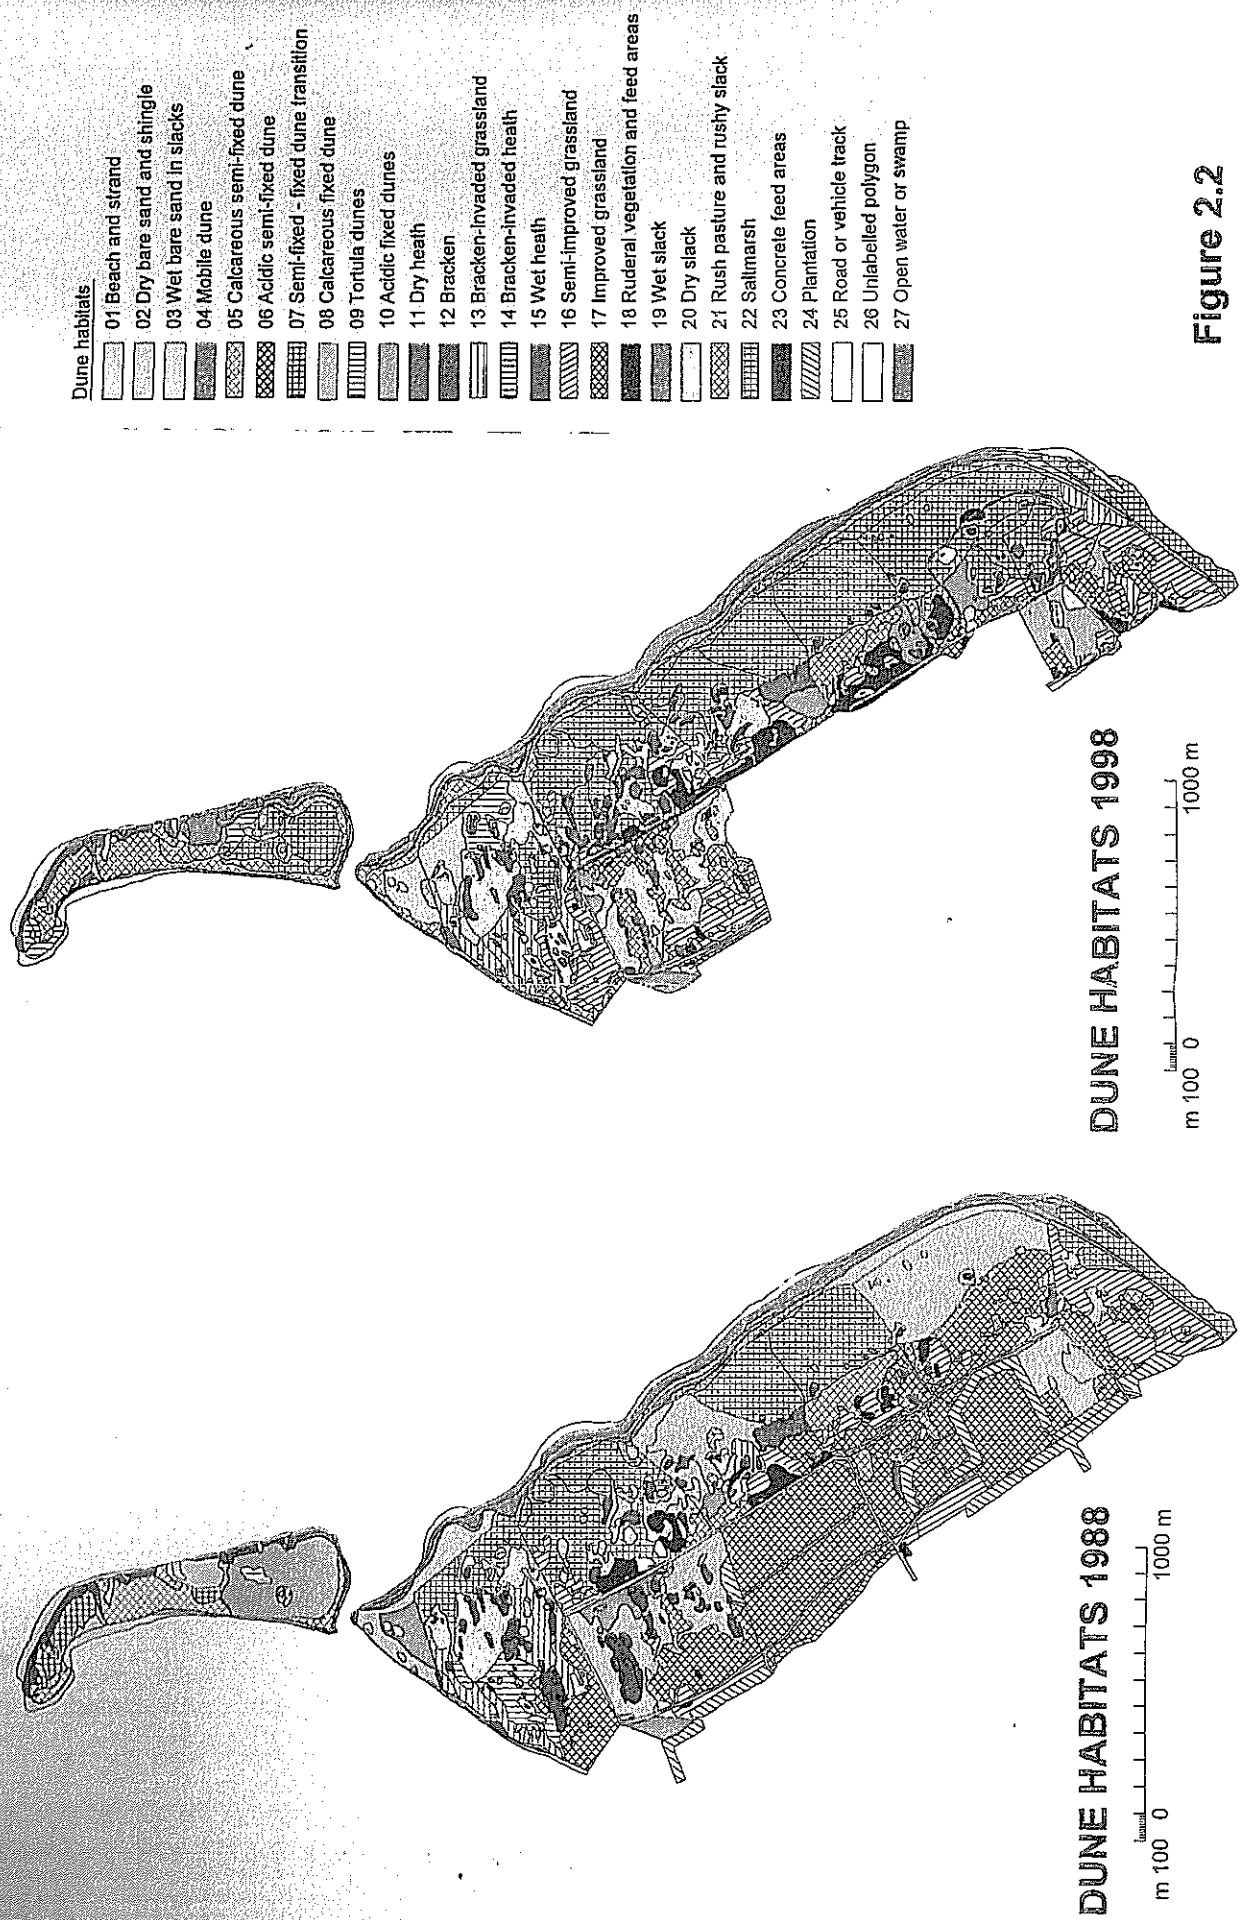 Dune habitats
01 Beach and strand
02 Dry bare sand and shingle
03 Wet bare sand in slacks
04 Mobile dune
05 Calcareous semi-fixed dune
06 Acidic semi-fixed dune
07 Semi-fixed - fixed dune transition
08 Calcareous fixed dune
09 Tortula dunes
10 Acidic fixed dunes
11 Dry heath
12 Bracken
13 Bracken-invaded grassland
14 Bracken-invaded heath
15 Wet heath
16 Semi-improved grassland
17 Improved grassland
18 Ruderal vegetation and feed areas
19 Wet slack
20 Dry slack
21 Rush pasture and rushy slack
22 Saltmarsh
23 Concrete feed areas
24 Plantation
25 Road or vehicle track
26 Unlabelled polygon
27 Open water or swamp
DUNE HABITATS 1988
m 100 0 1000 m
DUNE HABITATS 1998
m 100 0 1000 m
Figure 2.2